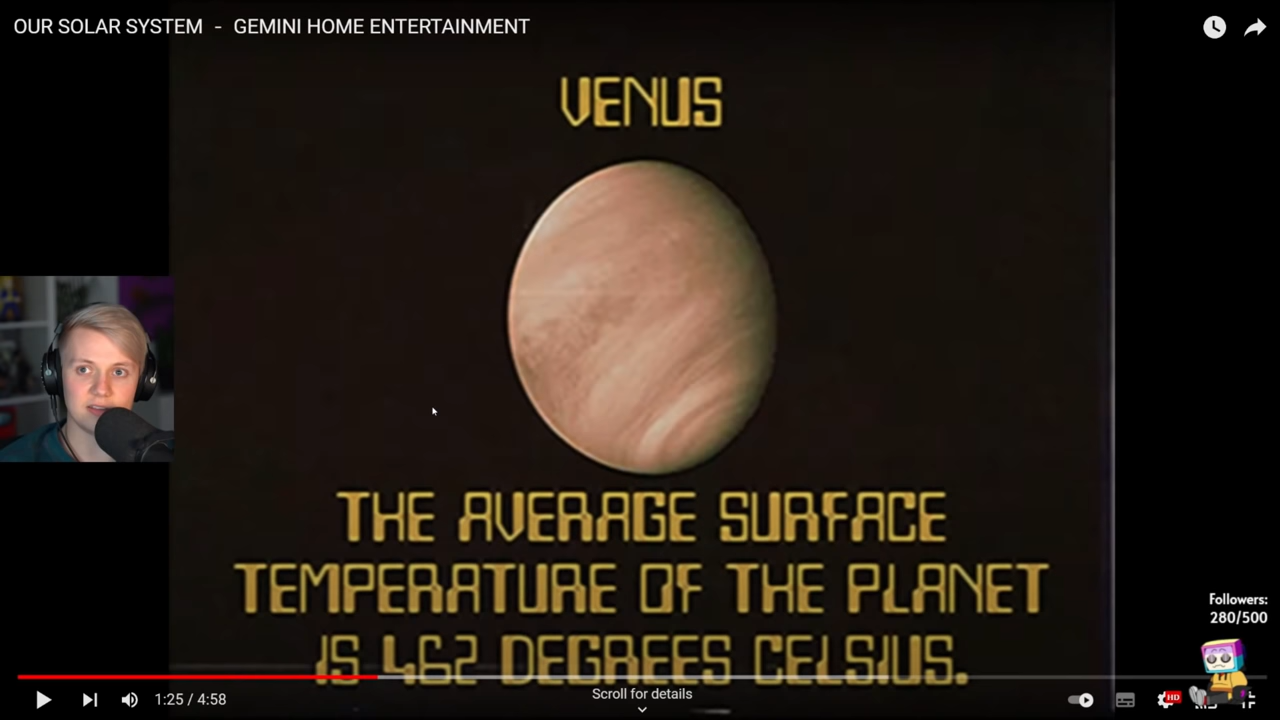 OUR SOLAR SYSTEM - GEMINI HOME ENTERTAINMENT
VENUS
THE AVERAGE SURFACE
TEMPERATURE OF THE PLANET
IS 462 DEGREES CELSIUS.
Followers:
280/500
1:25 / 4:58
Scroll for details
HD